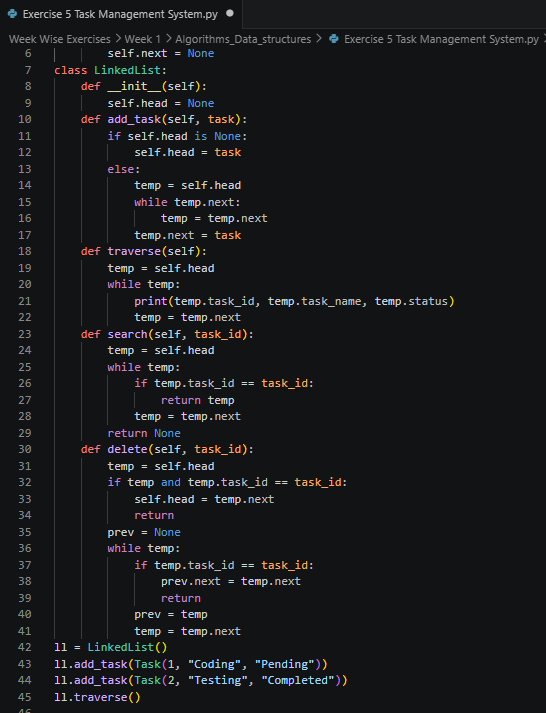 Exercise 5 Task Management System.py
Week Wise Exercises > Week 1 > Algorithms_Data_structures > Exercise 5 Task Management System.py >
6         self.next = None
7 class LinkedList:
8     def __init__(self):
9         self.head = None
10     def add_task(self, task):
11         if self.head is None:
12             self.head = task
13         else:
14             temp = self.head
15             while temp.next:
16                 temp = temp.next
17             temp.next = task
18     def traverse(self):
19         temp = self.head
20         while temp:
21             print(temp.task_id, temp.task_name, temp.status)
22             temp = temp.next
23     def search(self, task_id):
24         temp = self.head
25         while temp:
26             if temp.task_id == task_id:
27                 return temp
28             temp = temp.next
29         return None
30     def delete(self, task_id):
31         temp = self.head
32         if temp and temp.task_id == task_id:
33             self.head = temp.next
34             return
35         prev = None
36         while temp:
37             if temp.task_id == task_id:
38                 prev.next = temp.next
39                 return
40             prev = temp
41             temp = temp.next
42 ll = LinkedList()
43 ll.add_task(Task(1, "Coding", "Pending"))
44 ll.add_task(Task(2, "Testing", "Completed"))
45 ll.traverse()
46